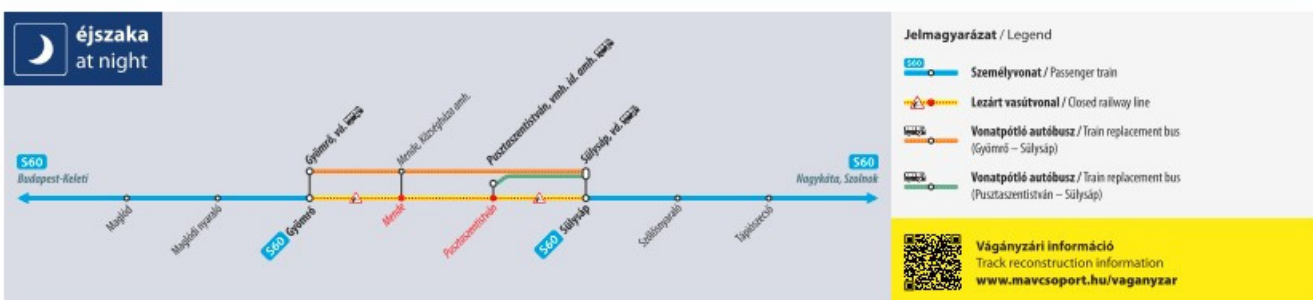 éjszaka
at night
S60
Budapest-Keleti
Maglód
Maglódi nyaraló
Gyömrő, vá.
S60 Gyömrő
Mende, Községháza amh.
Mende
Pusztaszentistván, vmh. id. amh.
Pusztaszentistván
Sülysáp, vá.
S60 Sülysáp
Szőlősnyaraló
Tápiószecső
S60
Nagykáta, Szolnok
Jelmagyarázat / Legend
S60
Személyvonat / Passenger train
Lezárt vasútvonal / Closed railway line
Vonatpótló autóbusz / Train replacement bus
(Gyömrő – Sülysáp)
Vonatpótló autóbusz / Train replacement bus
(Pusztaszentistván – Sülysáp)
Vágányzári információ
Track reconstruction information
www.mavcsoport.hu/vaganyzar